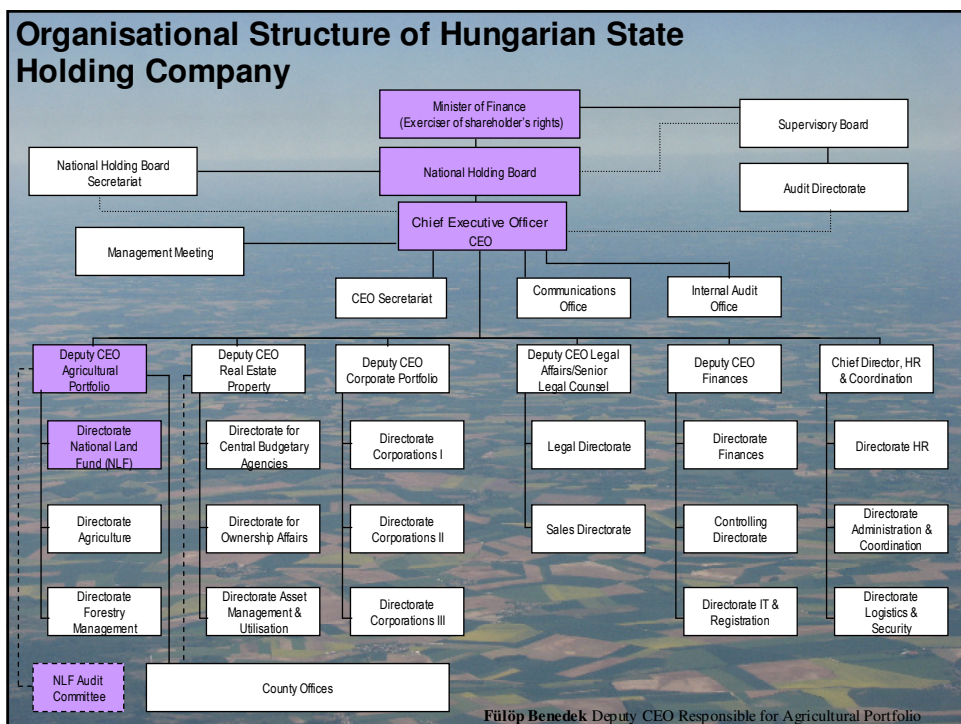 Organisational Structure of Hungarian State
Holding Company
Minister of Finance
(Exerciser of shareholder's rights)
Supervisory Board
National Holding Board
Secretariat
National Holding Board
Audit Directorate
Chief Executive Officer
CEO
Management Meeting
CEO Secretariat
Communications
Office
Internal Audit
Office
Deputy CEO
Agricultural
Portfolio
Deputy CEO
Real Estate
Property
Deputy CEO
Corporate Portfolio
Deputy CEO Legal
Affairs/Senior
Legal Counsel
Deputy CEO
Finances
Chief Director, HR
& Coordination
Directorate
National Land
Fund (NLF)
Directorate for
Central Budgetary
Agencies
Directorate
Corporations I
Legal Directorate
Directorate
Finances
Directorate HR
Directorate
Agriculture
Directorate for
Ownership Affairs
Directorate
Corporations II
Sales Directorate
Controlling
Directorate
Directorate
Administration &
Coordination
Directorate
Forestry
Management
Directorate Asset
Management &
Utilisation
Directorate
Corporations III
Directorate IT &
Registration
Directorate
Logistics &
Security
NLF Audit
Committee
County Offices
Fülöp Benedek Deputy CEO Responsible for Agricultural Portfolio